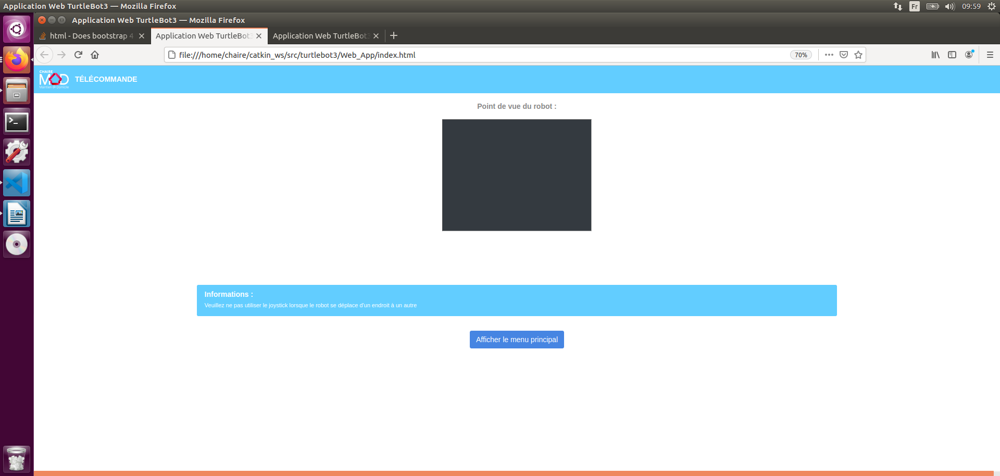 Application Web TurtleBot3 — Mozilla Firefox
Fr
09:59
Application Web TurtleBot3 — Mozilla Firefox
html - Does bootstrap 4
Application Web TurtleBot3
Application Web TurtleBot3
file:///home/chaire/catkin_ws/src/turtlebot3/Web_App/index.html
70%
CHAIRE
MAD
Maintien @ Domicile
TÉLÉCOMMANDE
Point de vue du robot :
Informations :
Veuillez ne pas utiliser le joystick lorsque le robot se déplace d'un endroit à un autre
Afficher le menu principal